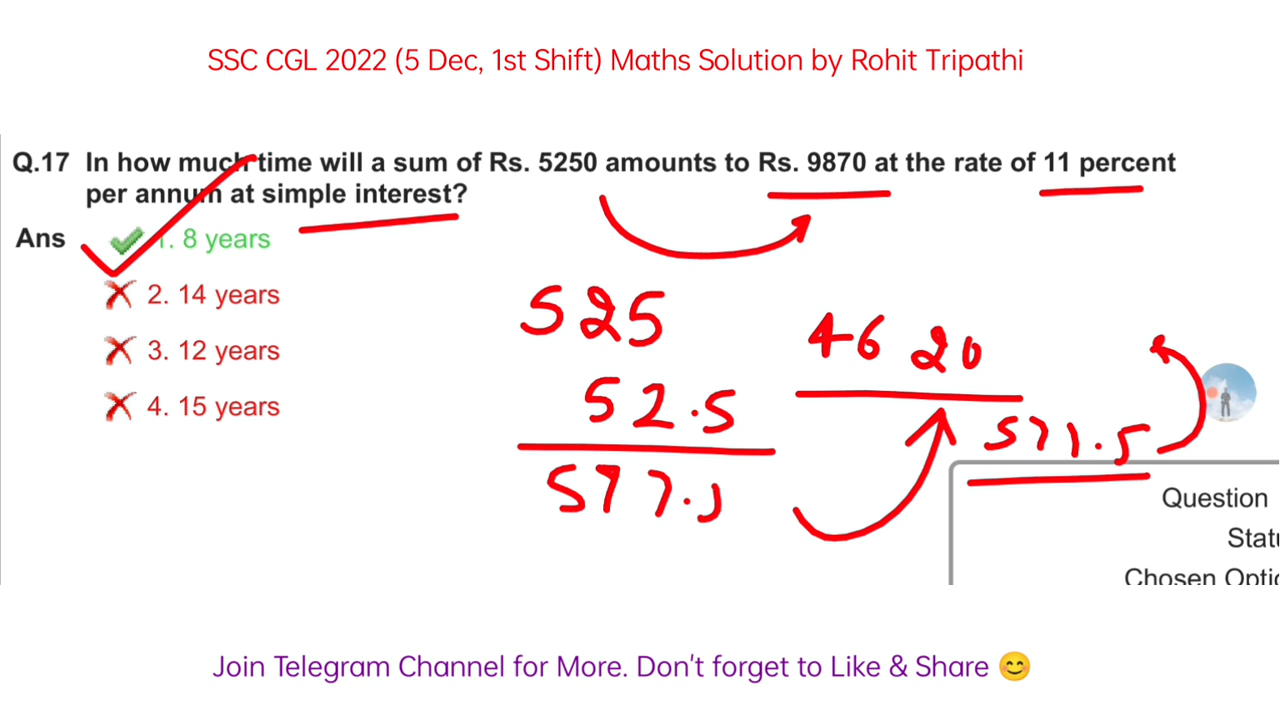 SSC CGL 2022 (5 Dec, 1st Shift) Maths Solution by Rohit Tripathi
Q.17 In how much time will a sum of Rs. 5250 amounts to Rs. 9870 at the rate of 11 percent
per annum at simple interest?
Ans 1. 8 years
2. 14 years
3. 12 years
4. 15 years
525
52.5
577.5
4620
577.5
Question
Statu
Chosen Optio
Join Telegram Channel for More. Don't forget to Like & Share 😊